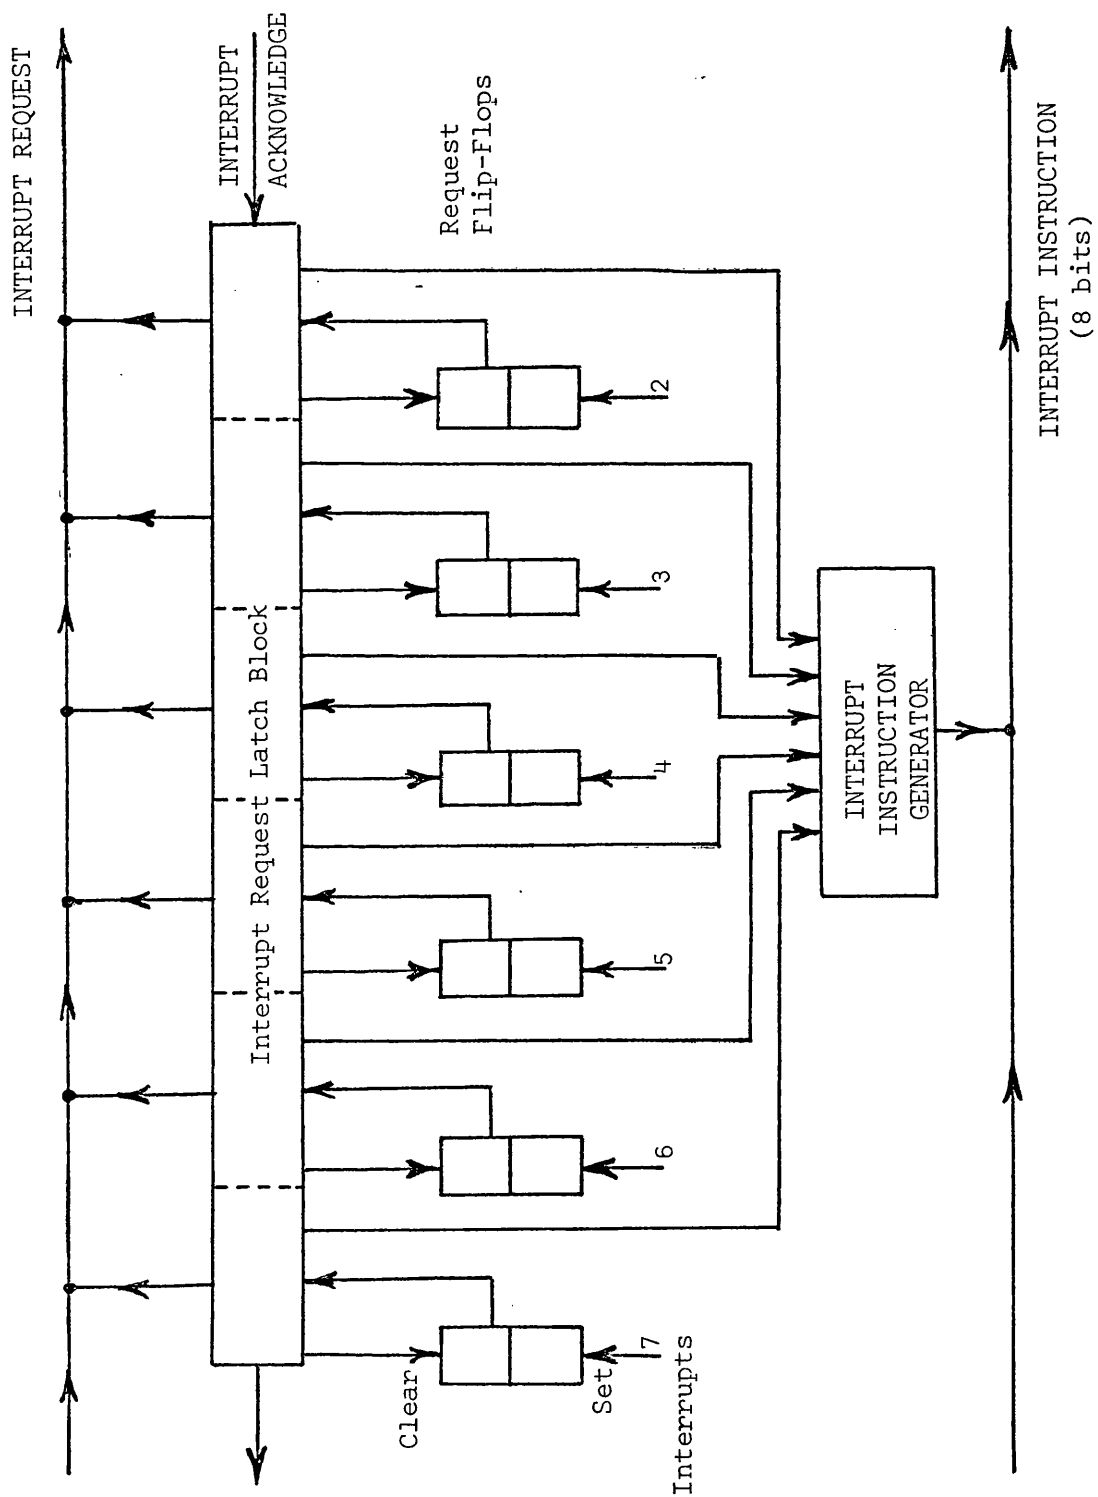 INTERRUPT REQUEST
INTERRUPT
ACKNOWLEDGE
Interrupt Request Latch Block
Request
Flip-Flops
Clear
Set
7
6
5
4
3
2
Interrupts
INTERRUPT
INSTRUCTION
GENERATOR
INTERRUPT INSTRUCTION
(8 bits)